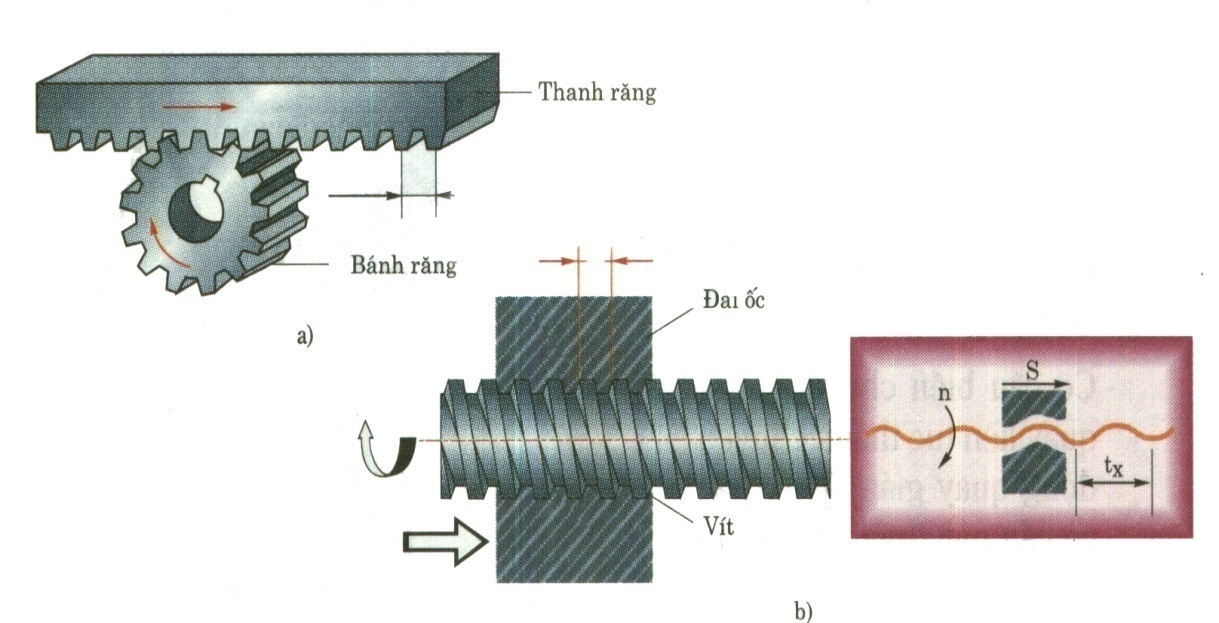 Thanh răng
Bánh răng
a)
Đai ốc
Vít
S
n
tx
b)